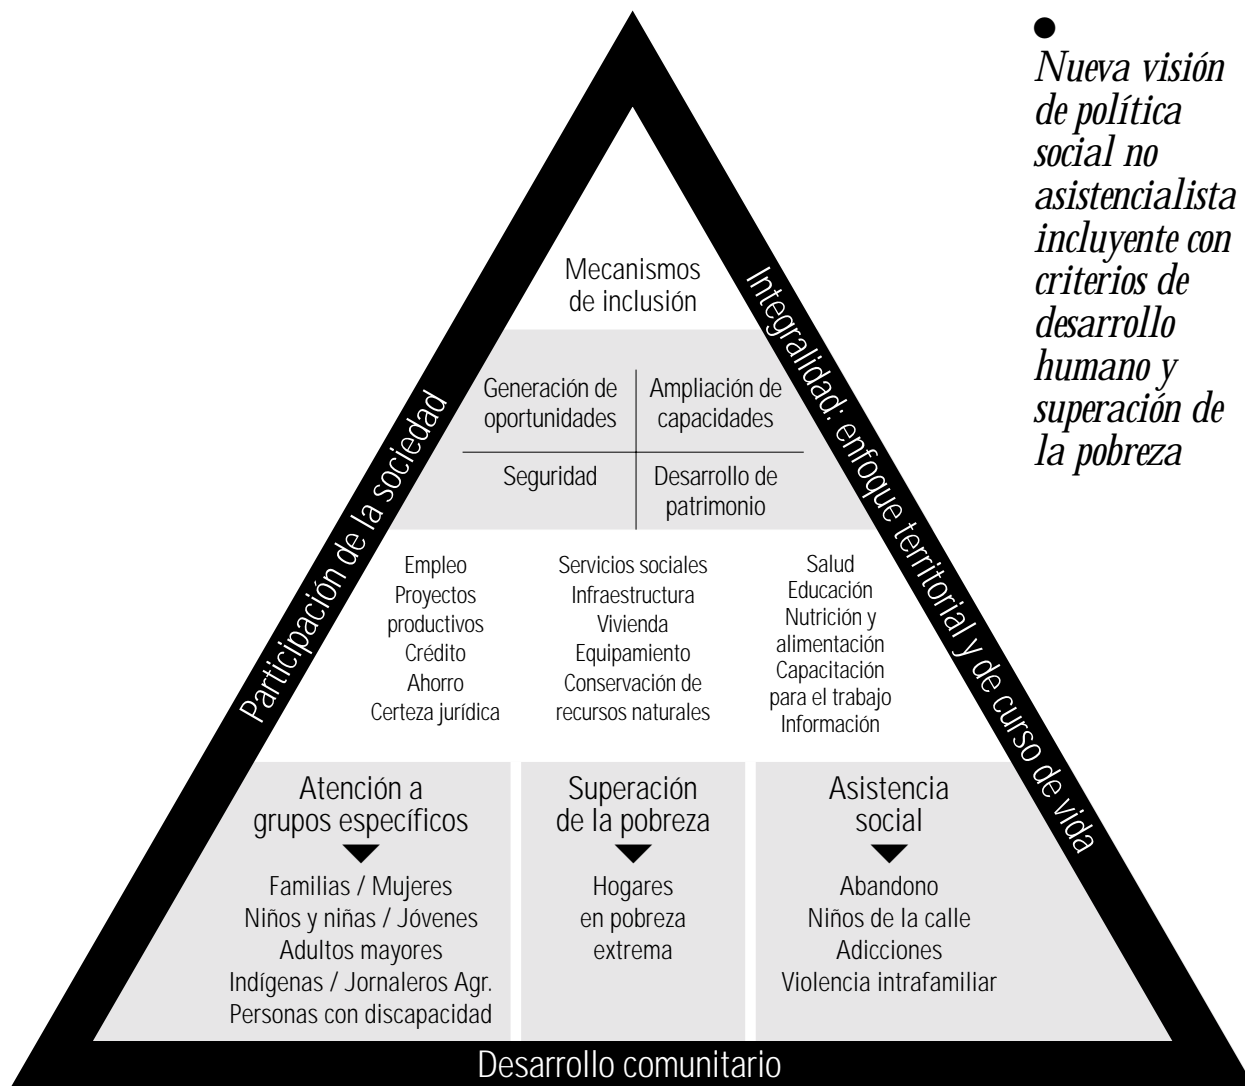 Nueva visión
de política
social no
asistencialista
incluyente con
criterios de
desarrollo
humano y
superación de
la pobreza
Participación de la sociedad
Integralidad: enfoque territorial y de curso de vida
Mecanismos
de inclusión
Generación de
oportunidades
Ampliación de
capacidades
Seguridad
Desarrollo de
patrimonio
Empleo
Proyectos
productivos
Crédito
Ahorro
Certeza jurídica
Servicios sociales
Infraestructura
Vivienda
Equipamiento
Conservación de
recursos naturales
Salud
Educación
Nutrición y
alimentación
Capacitación
para el trabajo
Información
Atención a
grupos específicos
Familias / Mujeres
Niños y niñas / Jóvenes
Adultos mayores
Indígenas / Jornaleros Agr.
Personas con discapacidad
Superación
de la pobreza
Hogares
en pobreza
extrema
Asistencia
social
Abandono
Niños de la calle
Adicciones
Violencia intrafamiliar
Desarrollo comunitario